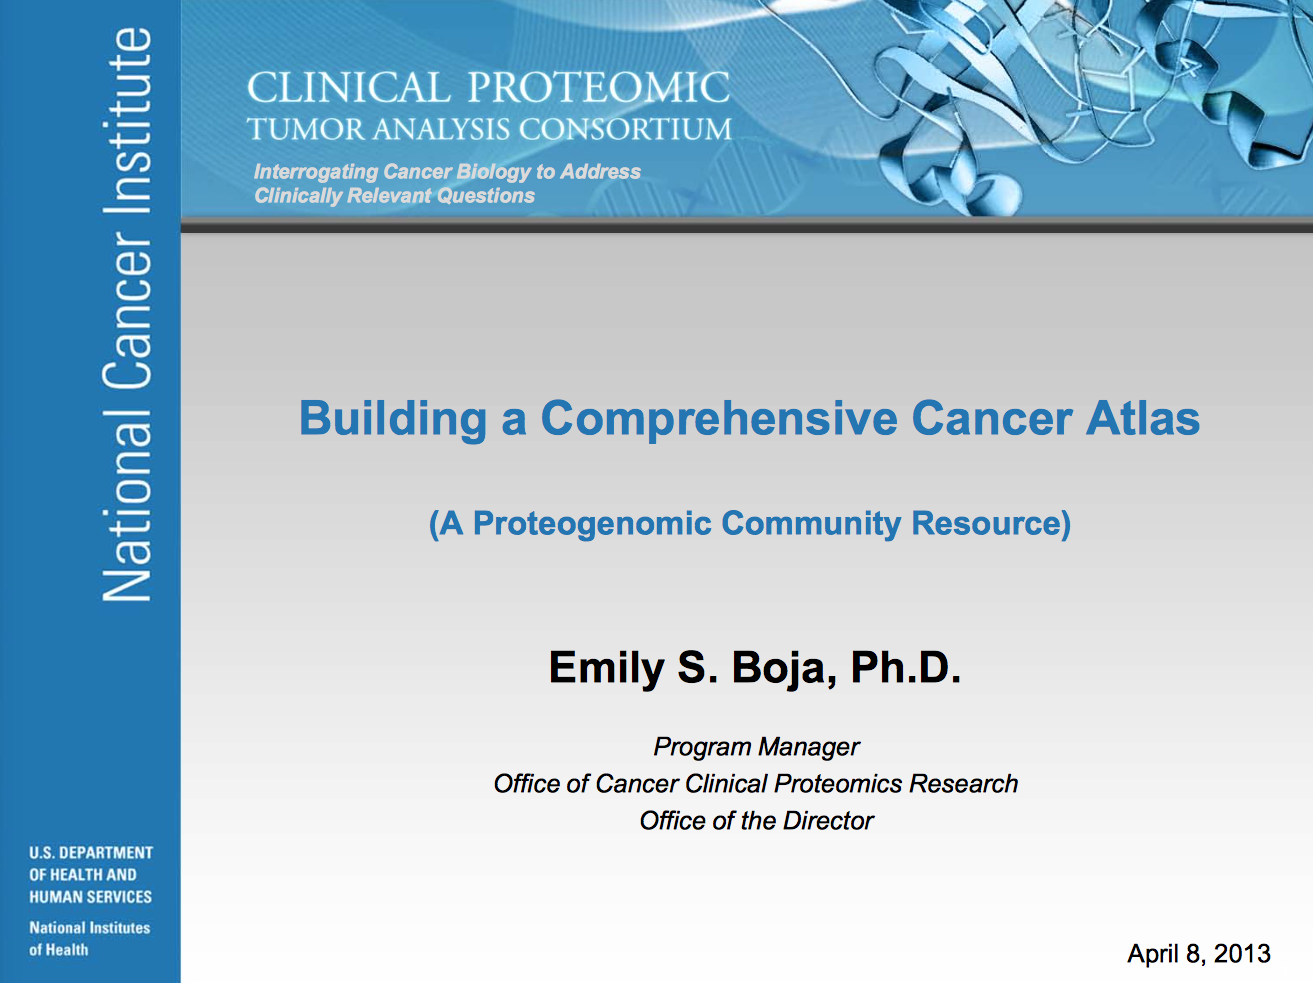 National Cancer Institute
CLINICAL PROTEOMIC
TUMOR ANALYSIS CONSORTIUM
Interrogating Cancer Biology to Address
Clinically Relevant Questions
Building a Comprehensive Cancer Atlas
(A Proteogenomic Community Resource)
Emily S. Boja, Ph.D.
Program Manager
Office of Cancer Clinical Proteomics Research
Office of the Director
U.S. DEPARTMENT
OF HEALTH AND
HUMAN SERVICES
National Institutes
of Health
April 8, 2013